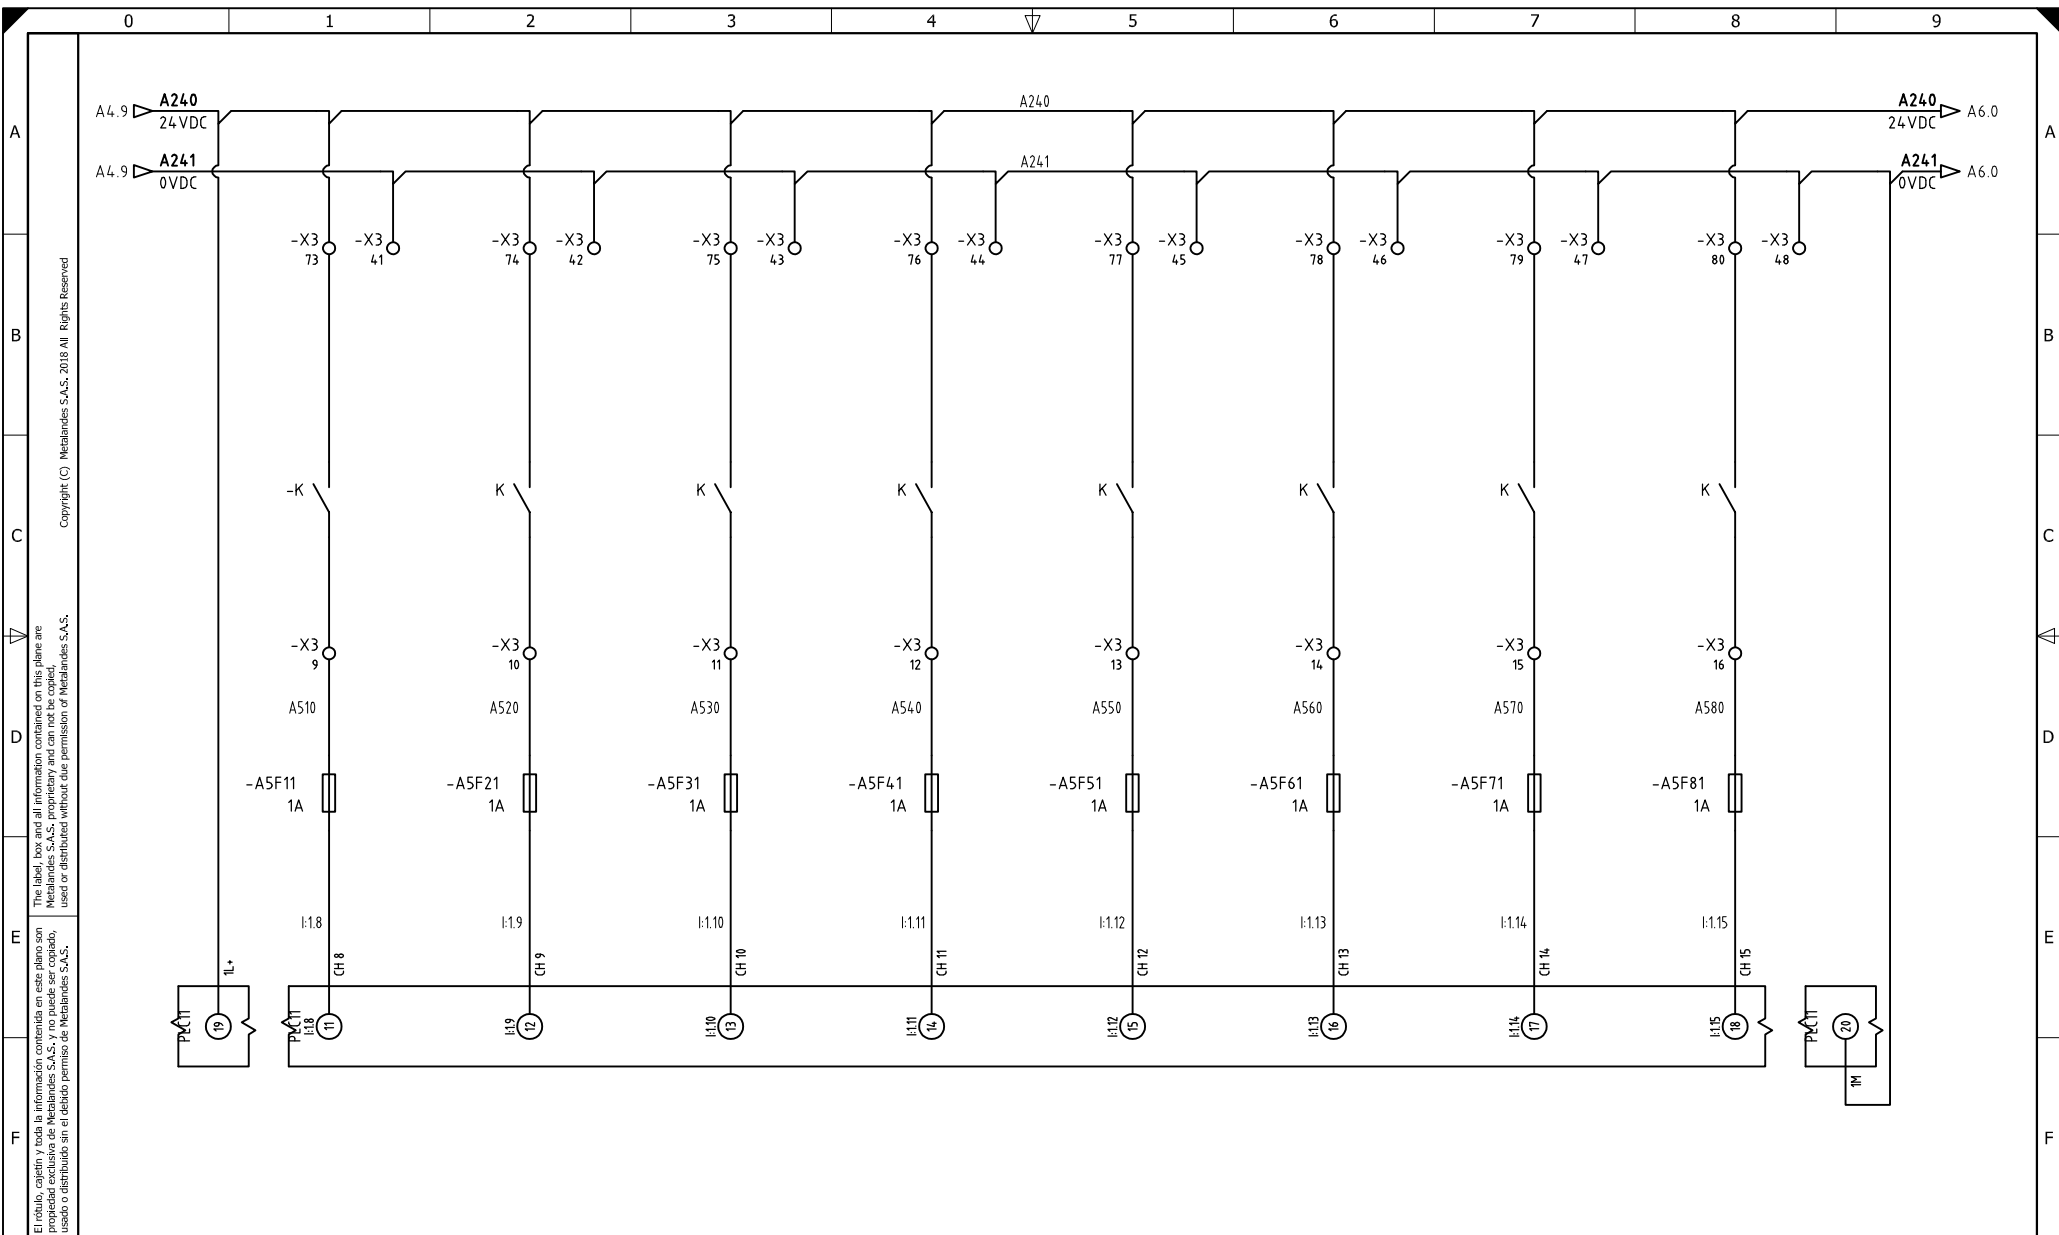 0 1 2 3 4 5 6 7 8 9
A4.9 A240 A240 A240 A6.0
24VDC 24VDC
A A
A4.9 A241 A241 A241 A6.0
0VDC 0VDC
-X3 -X3 -X3 -X3 -X3 -X3 -X3 -X3 -X3 -X3 -X3 -X3 -X3 -X3 -X3 -X3
73 41 74 42 75 43 76 44 77 45 78 46 79 47 80 48
B B
-K K K K K K K K
C C
-X3 -X3 -X3 -X3 -X3 -X3 -X3 -X3
9 10 11 12 13 14 15 16
A510 A520 A530 A540 A550 A560 A570 A580
D D
-A5F11 -A5F21 -A5F31 -A5F41 -A5F51 -A5F61 -A5F71 -A5F81
1A 1A 1A 1A 1A 1A 1A 1A
I:1.8 I:1.9 I:1.10 I:1.11 I:1.12 I:1.13 I:1.14 I:1.15
E E
1L+ CH 8 CH 9 CH 10 CH 11 CH 12 CH 13 CH 14 CH 15
PLC11 19 PLC11 I:1.8 11 I:1.9 12 I:1.10 13 I:1.11 14 I:1.12 15 I:1.13 16 I:1.14 17 I:1.15 18 PLC11 20
1M
F F
Copyright (C) Metalandes S.A.S. 2018 All Rights Reserved
The label, box and all information contained on this plane are
Metalandes S.A.S. proprietary and can not be copied,
used or distributed without due permission of Metalandes S.A.S.
El rótulo, cajetín y toda la información contenida en este plano son
propiedad exclusiva de Metalandes S.A.S. y no puede ser copiado,
usado o distribuido sin el debido permiso de Metalandes S.A.S.